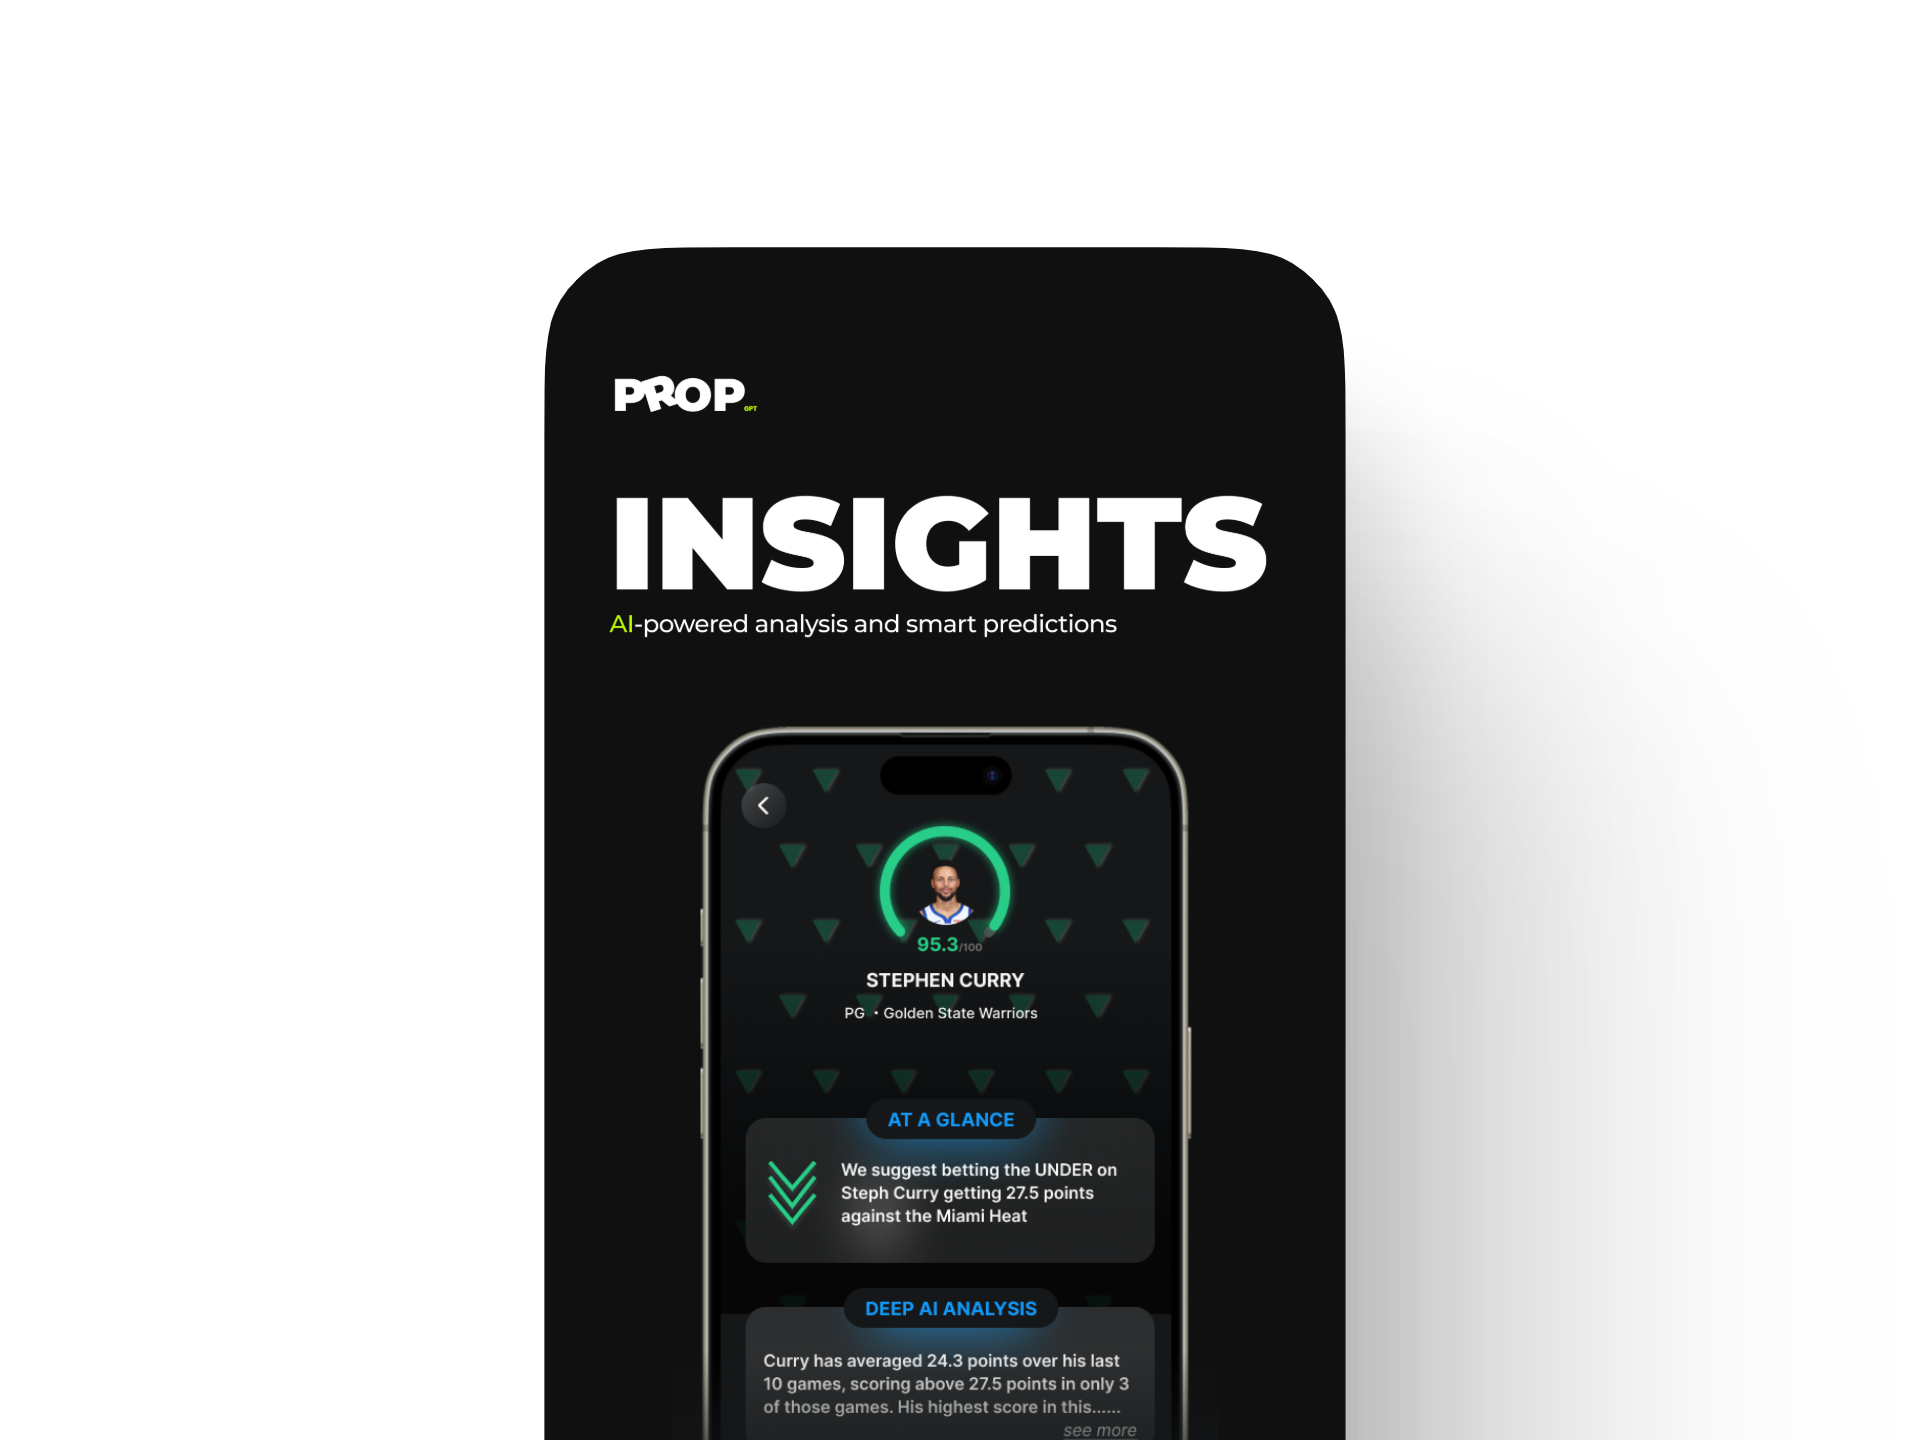 PROP GPT
INSIGHTS
AI-powered analysis and smart predictions
95.3/100
STEPHEN CURRY
PG • Golden State Warriors
AT A GLANCE
We suggest betting the UNDER on
Steph Curry getting 27.5 points
against the Miami Heat
DEEP AI ANALYSIS
Curry has averaged 24.3 points over his last
10 games, scoring above 27.5 points in only 3
of those games. His highest score in this......
see more